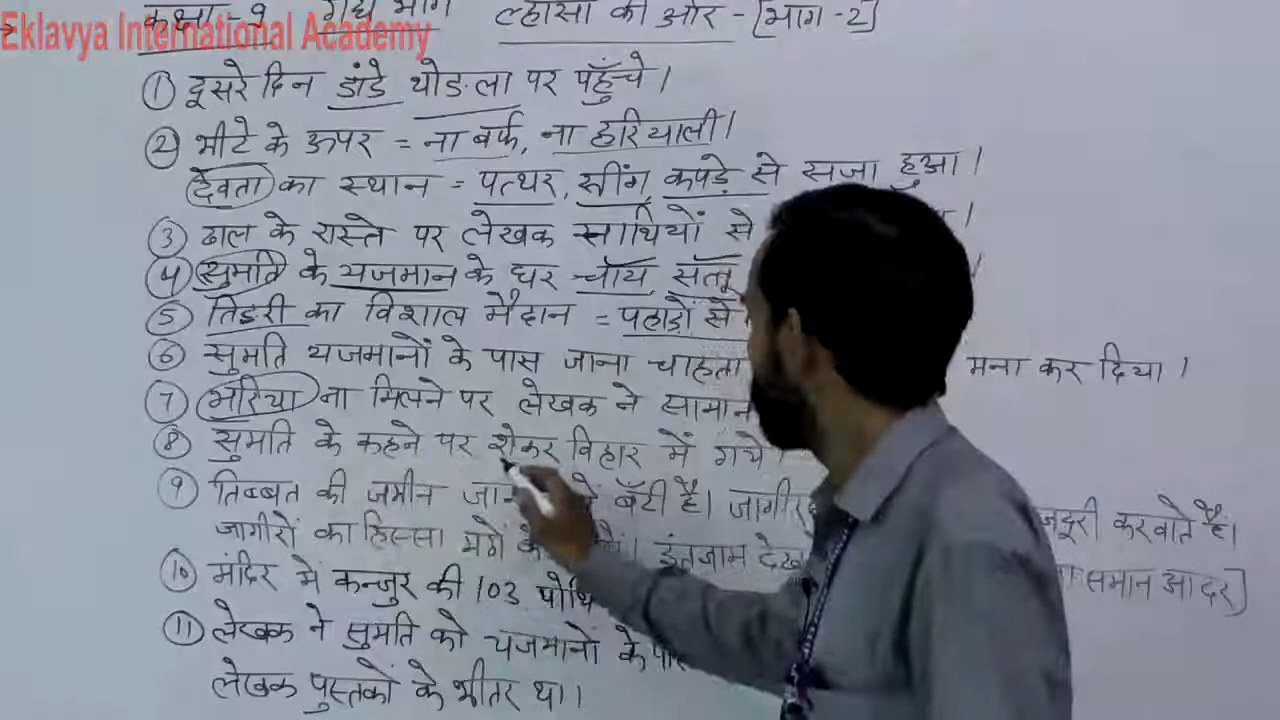 कक्षा - 9 गद्य भाग ल्हासा की ओर - [भाग - 2]
Eklavya International Academy
① दूसरे दिन डांडे थोङ्ला पर पहुँचे।
② भीटे के ऊपर = ना बर्फ, ना हरियाली।
देवता का स्थान = पत्थर, सींग, कपड़े से सजा हुआ।
③ ढाल के रास्ते पर लेखक साथियों से
④ सुमति के यजमान के घर चॉय, सत्तू
⑤ तिङरी का विशाल मैदान = पहाड़ों से
⑥ सुमति यजमानों के पास जाना चाहता मना कर दिया।
⑦ भरिया ना मिलने पर लेखक ने सामान
⑧ सुमति के कहने पर शेकर विहार में गये।
⑨ तिब्बत की जमीन में बँटी है।
जागीरों का हिस्सा मठों करवाते है।
⑩ मंदिर में कन्जुर की 103 समान आदर]
⑪ लेखक ने सुमति को यजमानो के
लेखक पुस्तकों के भीतर था।